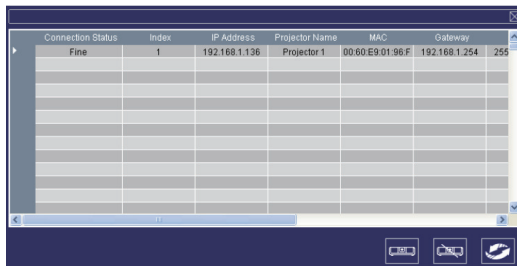 Connection Status Index IP Address Projector Name MAC Gateway
Fine 1 192.168.1.136 Projector 1 00:60:E9:01:96:F 192.168.1.254 255